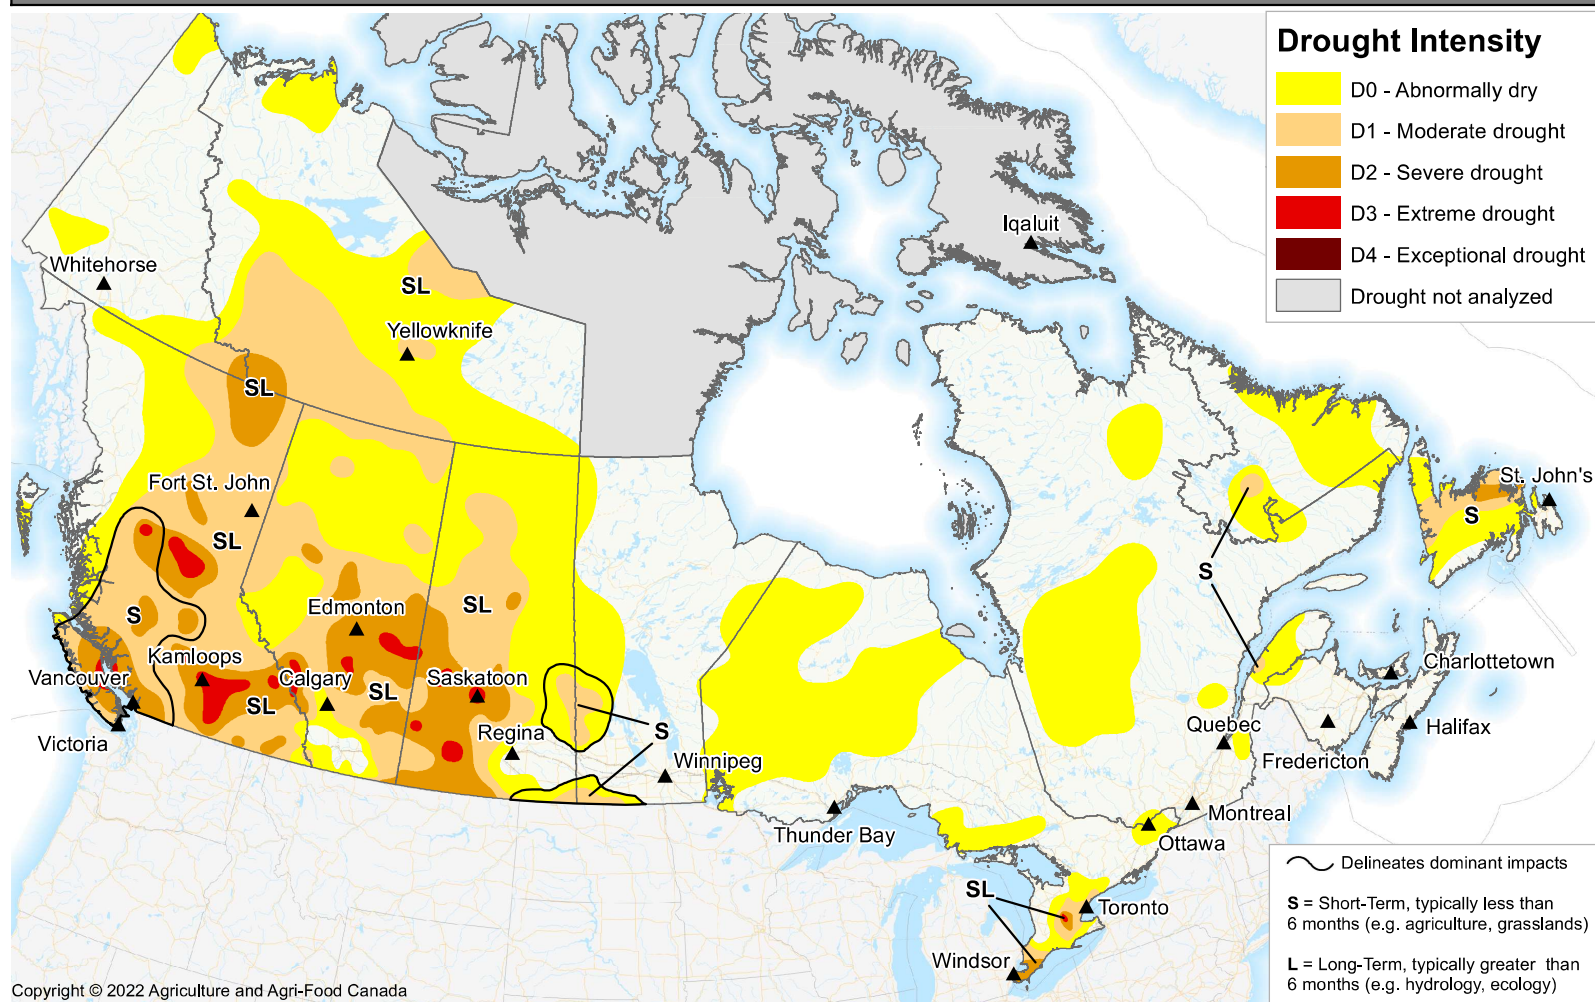 Drought Intensity
D0 - Abnormally dry
D1 - Moderate drought
D2 - Severe drought
D3 - Extreme drought
D4 - Exceptional drought
Drought not analyzed
Iqaluit
Whitehorse
SL
Yellowknife
SL
Fort St. John
St. John's
S
SL
S
SL
S
Edmonton
Kamloops
Charlottetown
Vancouver
Calgary
Saskatoon
SL
SL
Quebec
Halifax
Victoria
Regina
S
Winnipeg
Fredericton
Montreal
Thunder Bay
Ottawa
SL
Toronto
Windsor
Delineates dominant impacts
S = Short-Term, typically less than
6 months (e.g. agriculture, grasslands)
L = Long-Term, typically greater than
6 months (e.g. hydrology, ecology)
Copyright © 2022 Agriculture and Agri-Food Canada